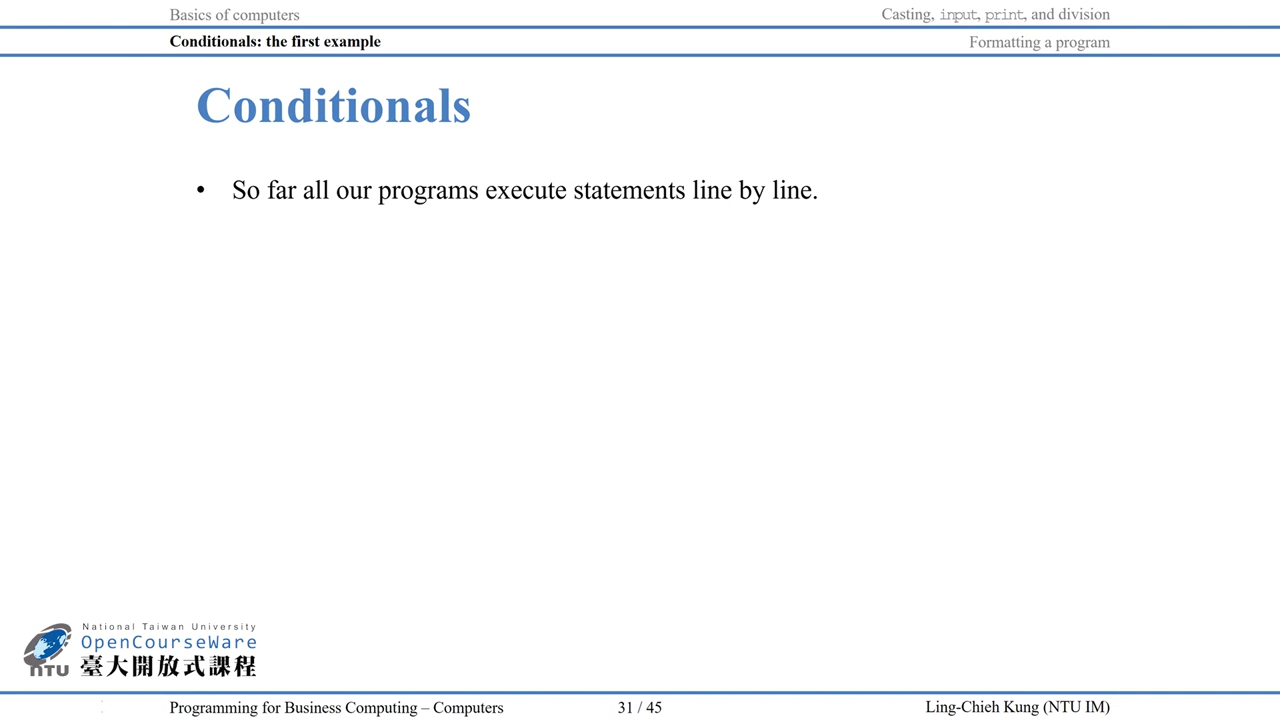 Basics of computers
Casting, input, print, and division
Conditionals: the first example
Formatting a program
Conditionals
• So far all our programs execute statements line by line.
National Taiwan University
OpenCourseWare
NTU 臺大開放式課程
Programming for Business Computing – Computers
31 / 45
Ling-Chieh Kung (NTU IM)